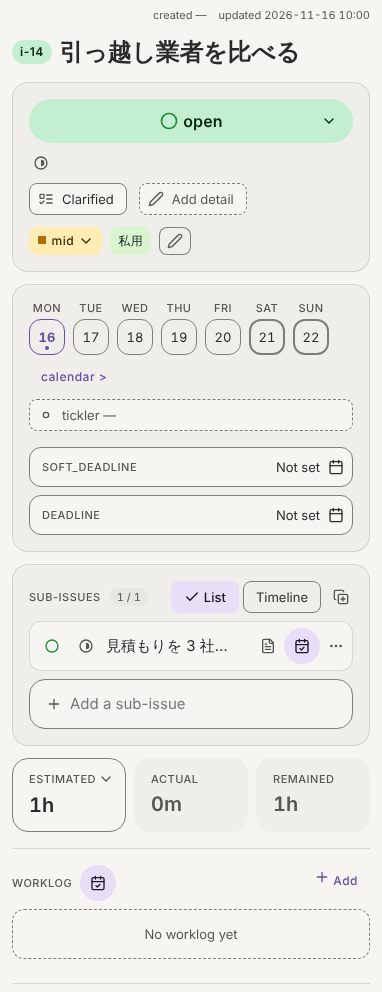 created — updated 2026-11-16 10:00
i-14 引っ越し業者を比べる
open
Clarified Add detail
mid 私用
MON TUE WED THU FRI SAT SUN
16 17 18 19 20 21 22
calendar >
tickler —
SOFT_DEADLINE Not set
DEADLINE Not set
SUB-ISSUES 1 / 1 List Timeline
見積もりを 3 社...
Add a sub-issue
ESTIMATED ACTUAL REMAINED
1h 0m 1h
WORKLOG + Add
No worklog yet